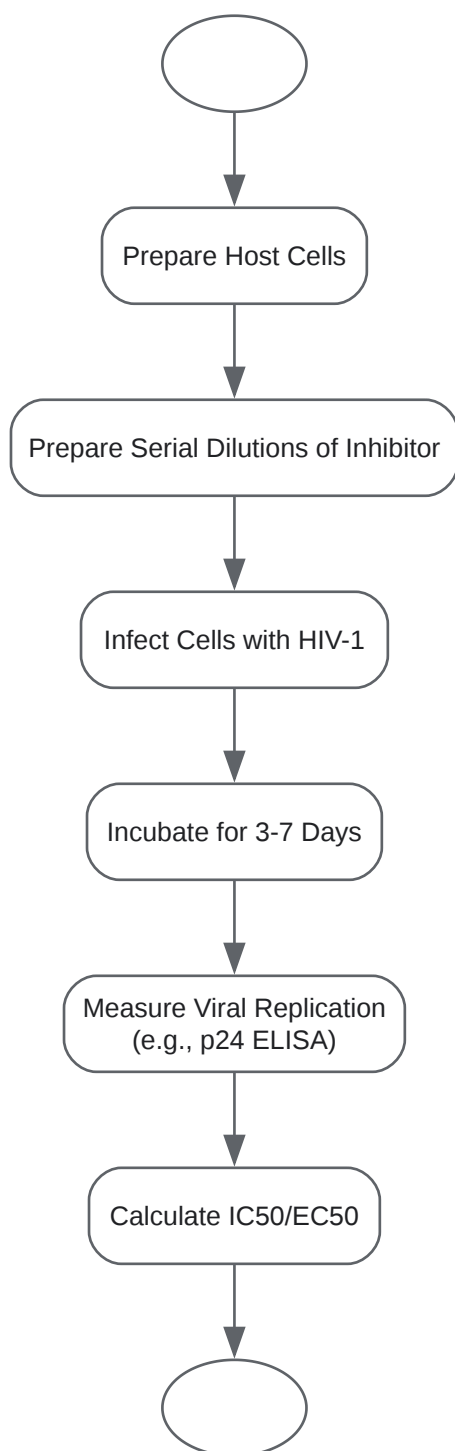 Prepare Host Cells
Prepare Serial Dilutions of Inhibitor
Infect Cells with HIV-1
Incubate for 3-7 Days
Measure Viral Replication
(e.g., p24 ELISA)
Calculate IC50/EC50